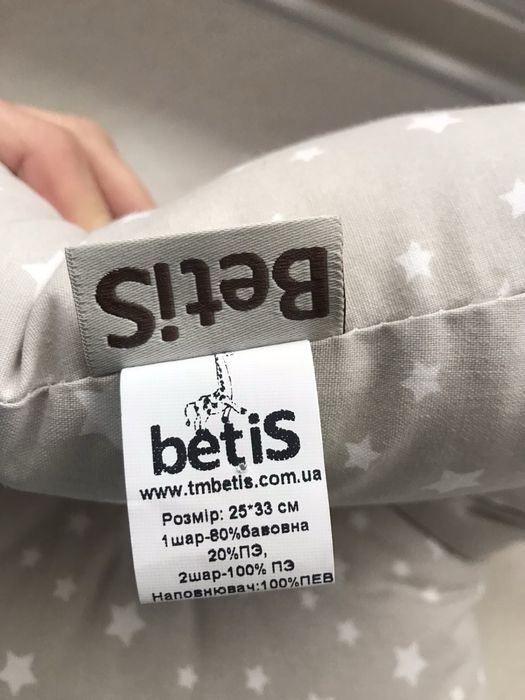 BetiS
betiS
www.tmbetis.com.ua
Розмір: 25*33 см
1шар-80%бавовна
20%ПЭ,
2шар-100% ПЭ
Наповнювач:100%ПЕВ